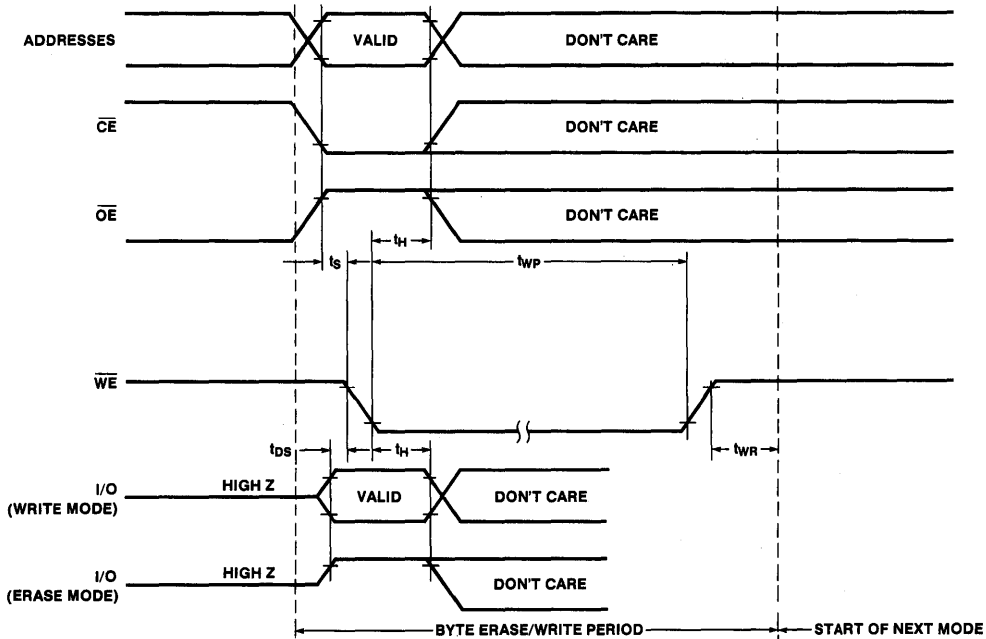 ADDRESSES VALID DON'T CARE
CE DON'T CARE
OE DON'T CARE
tH
tS tWP
WE
tDS tH tWR
I/O
(WRITE MODE) HIGH Z VALID DON'T CARE
I/O
(ERASE MODE) HIGH Z DON'T CARE
BYTE ERASE/WRITE PERIOD START OF NEXT MODE